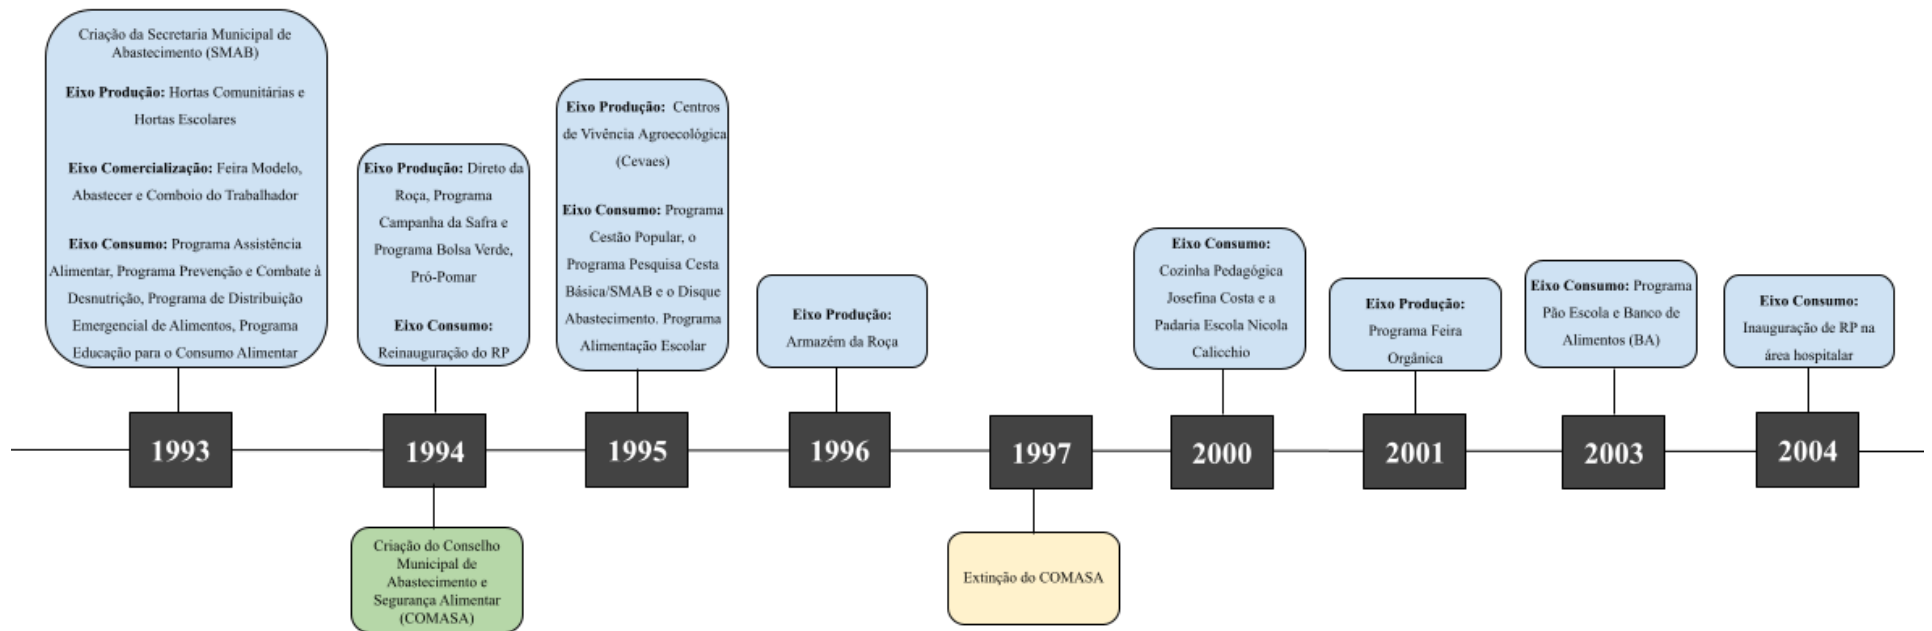 Criação da Secretaria Municipal de
Abastecimento (SMAB)
Eixo Produção: Hortas Comunitárias e
Hortas Escolares
Eixo Comercialização: Feira Modelo,
Abastecer e Comboio do Trabalhador
Eixo Consumo: Programa Assistência
Alimentar, Programa Prevenção e Combate à
Desnutrição, Programa de Distribuição
Emergencial de Alimentos, Programa
Educação para o Consumo Alimentar
Eixo Produção: Direto da
Roça, Programa
Campanha da Safra e
Programa Bolsa Verde,
Pró-Pomar
Eixo Consumo:
Reinauguração do RP
Eixo Produção: Centros
de Vivência Agroecológica
(Cevaes)
Eixo Consumo: Programa
Cestão Popular, o
Programa Pesquisa Cesta
Básica/SMAB e o Disque
Abastecimento. Programa
Alimentação Escolar
Eixo Produção:
Armazém da Roça
Eixo Consumo:
Cozinha Pedagógica
Josefina Costa e a
Padaria Escola Nicola
Calicchio
Eixo Produção:
Programa Feira
Orgânica
Eixo Consumo: Programa
Pão Escola e Banco de
Alimentos (BA)
Eixo Consumo:
Inauguração de RP na
área hospitalar
1993
1994
1995
1996
1997
2000
2001
2003
2004
Criação do Conselho
Municipal de
Abastecimento e
Segurança Alimentar
(COMASA)
Extinção do COMASA